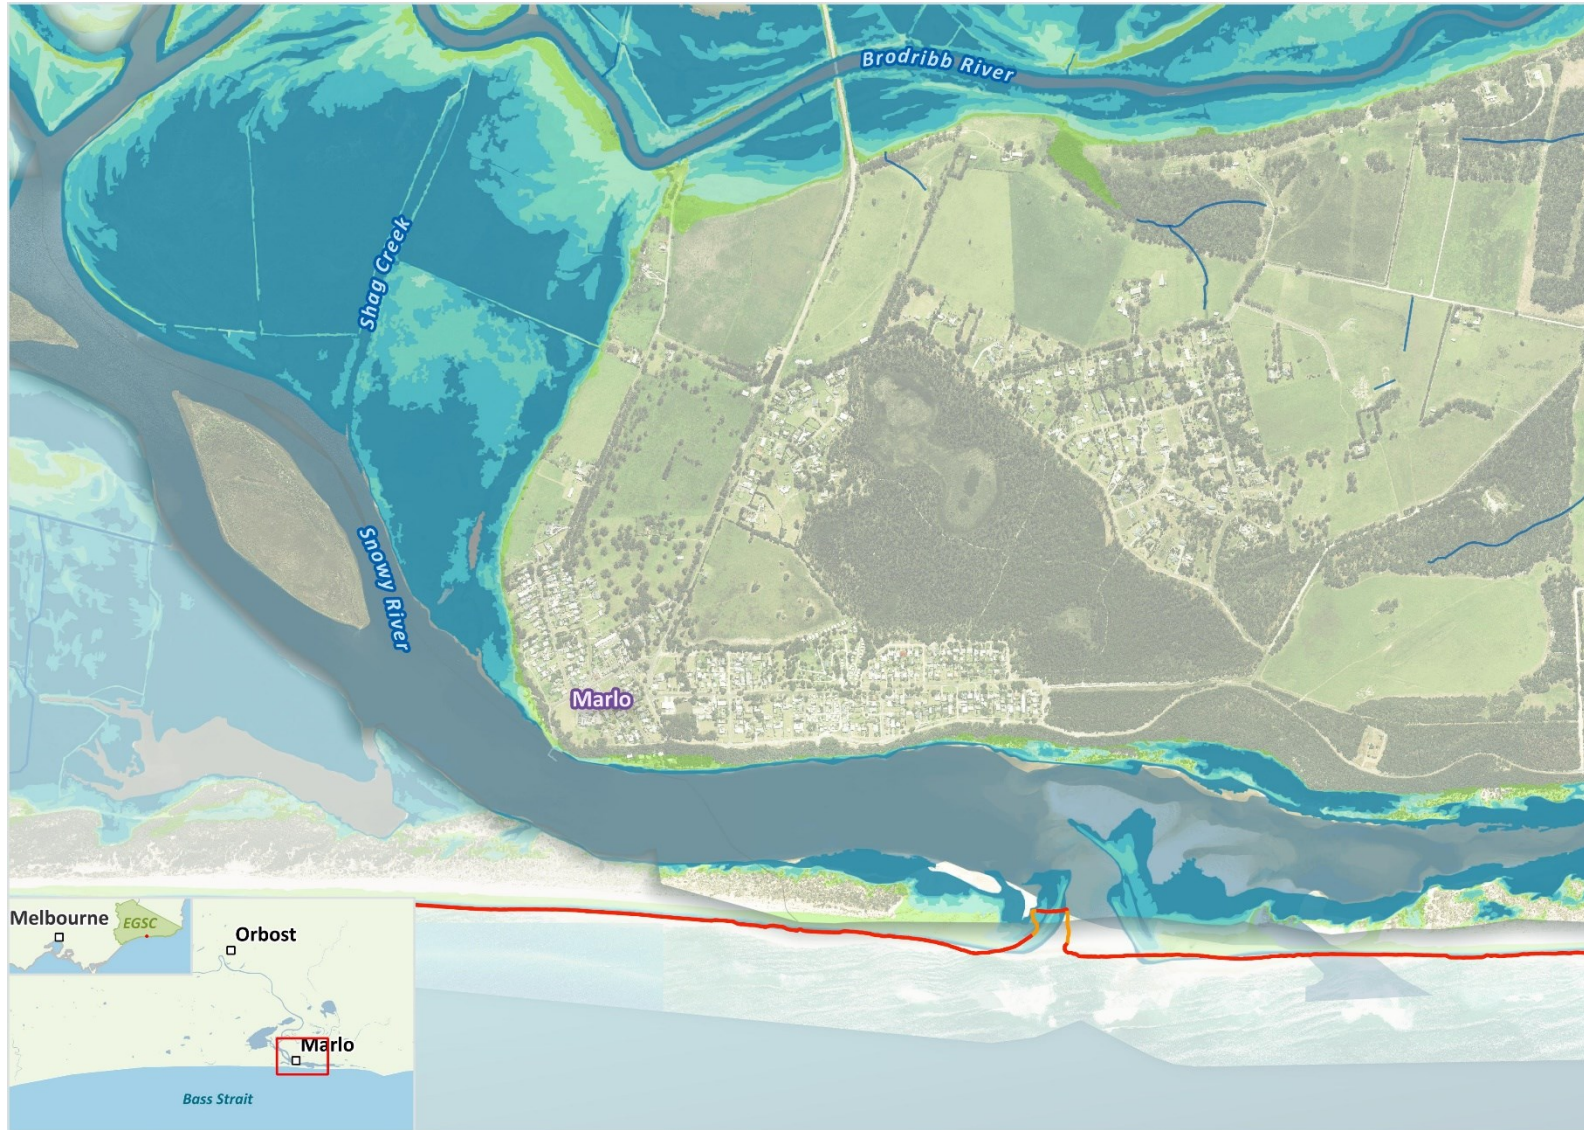 Brodribb River
Shag Creek
Snowy River
Marlo
Melbourne
EGSC
Orbost
Marlo
Bass Strait